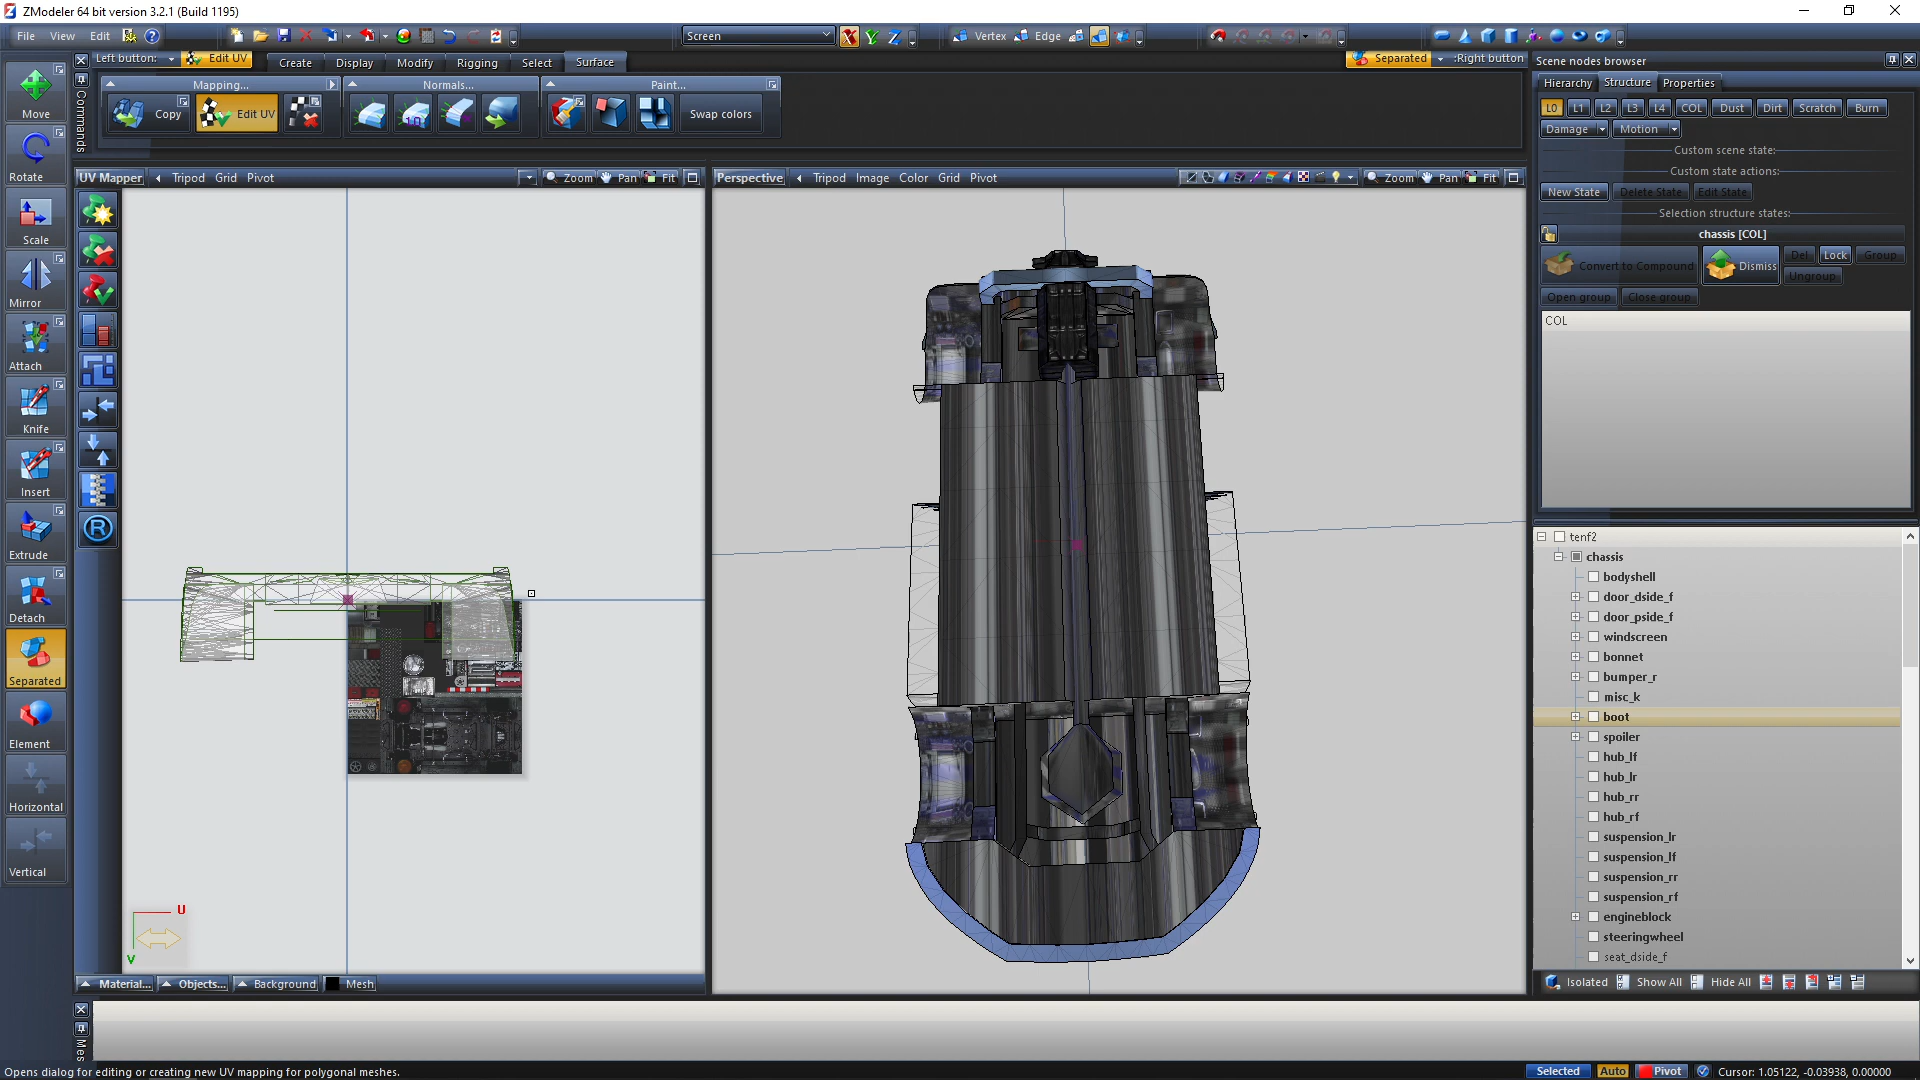 ZModeler 64 bit version 3.2.1 (Build 1195)
File View Edit
Screen
Vertex Edge
Left button: Edit UV Create Display Modify Rigging Select Surface Separated :Right button
Scene nodes browser
Mapping... Normals... Paint...
Copy Edit UV Swap colors
Commands
Hierarchy Structure Properties
L0 L1 L2 L3 L4 COL Dust Dirt Scratch Burn
Damage Motion
Custom scene state:
Custom state actions:
New State Delete State Edit State
Selection structure states:
chassis [COL]
Convert to Compound Dismiss Del Lock Group
Ungroup
Open group Close group
COL
Move
Rotate
Scale
Mirror
Attach
Knife
Insert
Extrude
Detach
Separated
Element
Horizontal
Vertical
UV Mapper Tripod Grid Pivot Zoom Pan Fit
Perspective Tripod Image Color Grid Pivot Zoom Pan Fit
U
V
tenf2
chassis
bodyshell
door_dside_f
door_pside_f
windscreen
bonnet
bumper_r
misc_k
boot
spoiler
hub_lf
hub_lr
hub_rr
hub_rf
suspension_lr
suspension_lf
suspension_rr
suspension_rf
engineblock
steeringwheel
seat_dside_f
Material... Objects... Background Mesh
Isolated Show All Hide All
Mes
Opens dialog for editing or creating new UV mapping for polygonal meshes.
Selected Auto Pivot Cursor: 1.05122, -0.03938, 0.00000